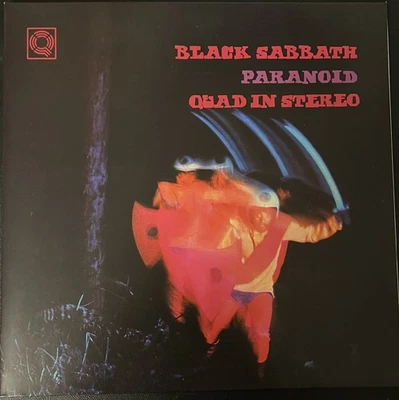 BLACK SABBATH
PARANOID
QUAD IN STEREO